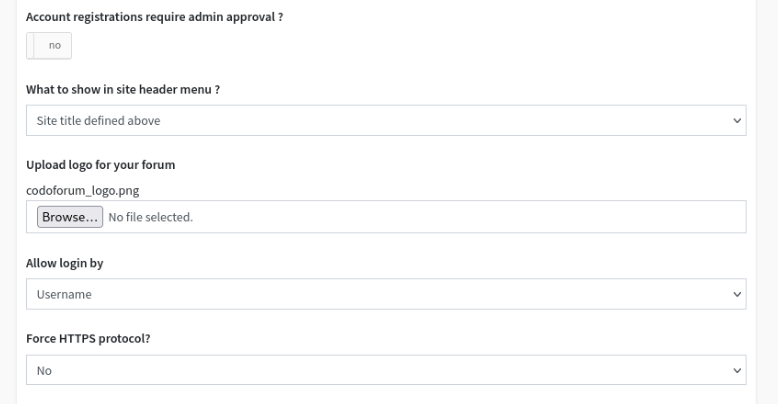 Account registrations require admin approval ?
no
What to show in site header menu ?
Site title defined above
Upload logo for your forum
codoforum_logo.png
Browse... No file selected.
Allow login by
Username
Force HTTPS protocol?
No